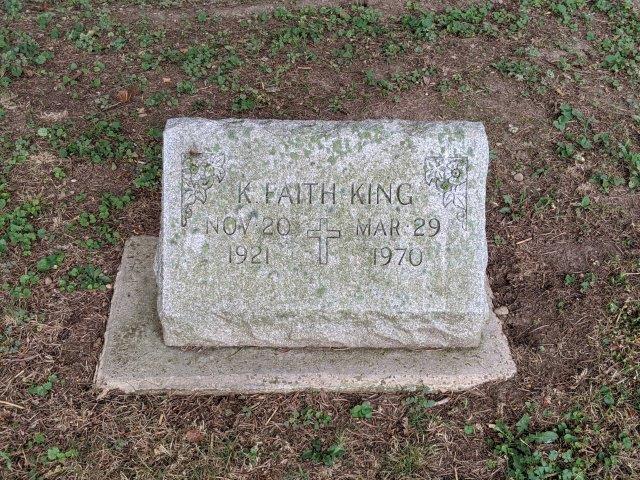 K. FAITH KING
NOV 20 MAR 29
1921 1970